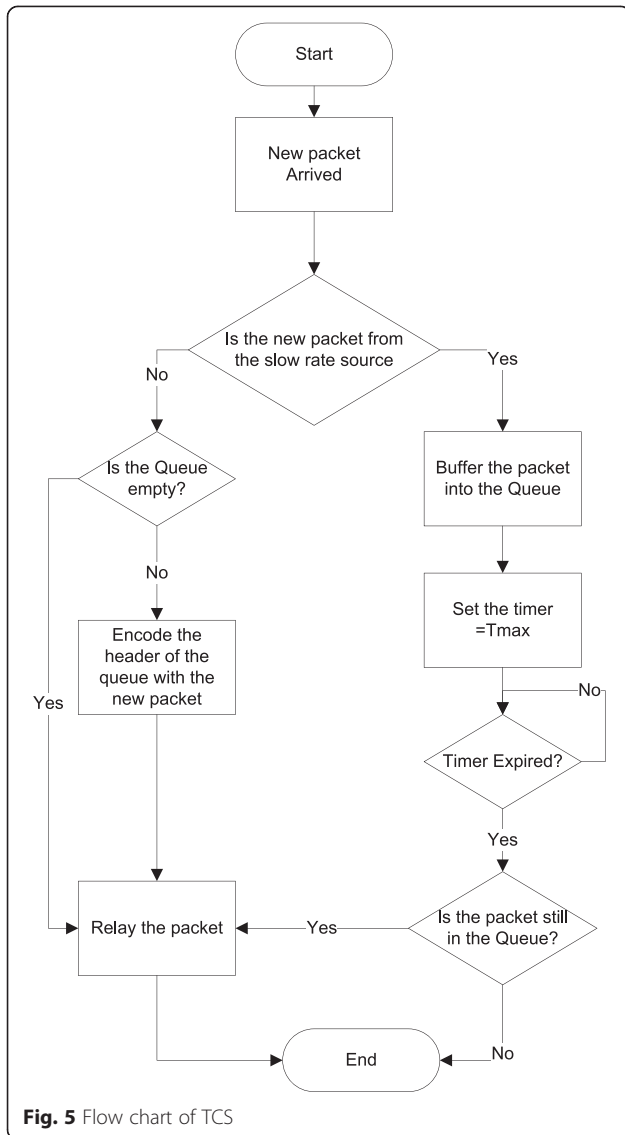 Start
New packet
Arrived
Is the new packet from
the slow rate source
No
Yes
Is the Queue
empty?
Buffer the packet
into the Queue
No
Set the timer
=Tmax
Encode the
header of the
queue with the
new packet
No
Yes
Timer Expired?
Yes
Relay the packet
Yes
Is the packet still
in the Queue?
No
End
Fig. 5 Flow chart of TCS